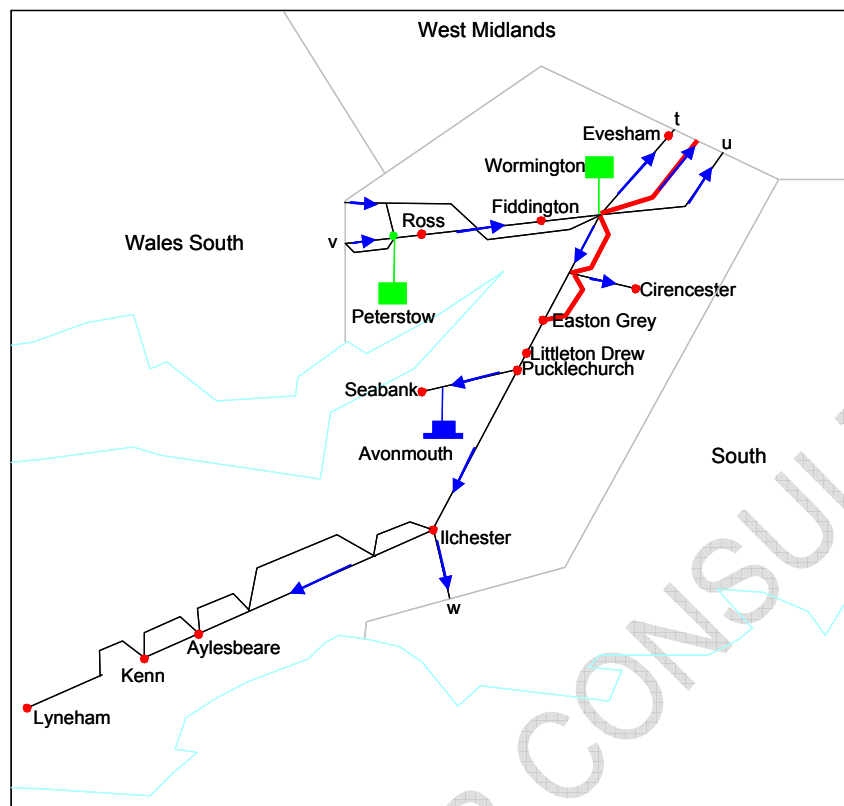 West Midlands
t
Evesham
u
Wormington
Fiddington
Ross
Wales South
v
Cirencester
Peterstow
Easton Grey
Littleton Drew
Pucklechurch
Seabank
Avonmouth
South
Ilchester
w
Aylesbeare
Kenn
Lyneham
CONSUL